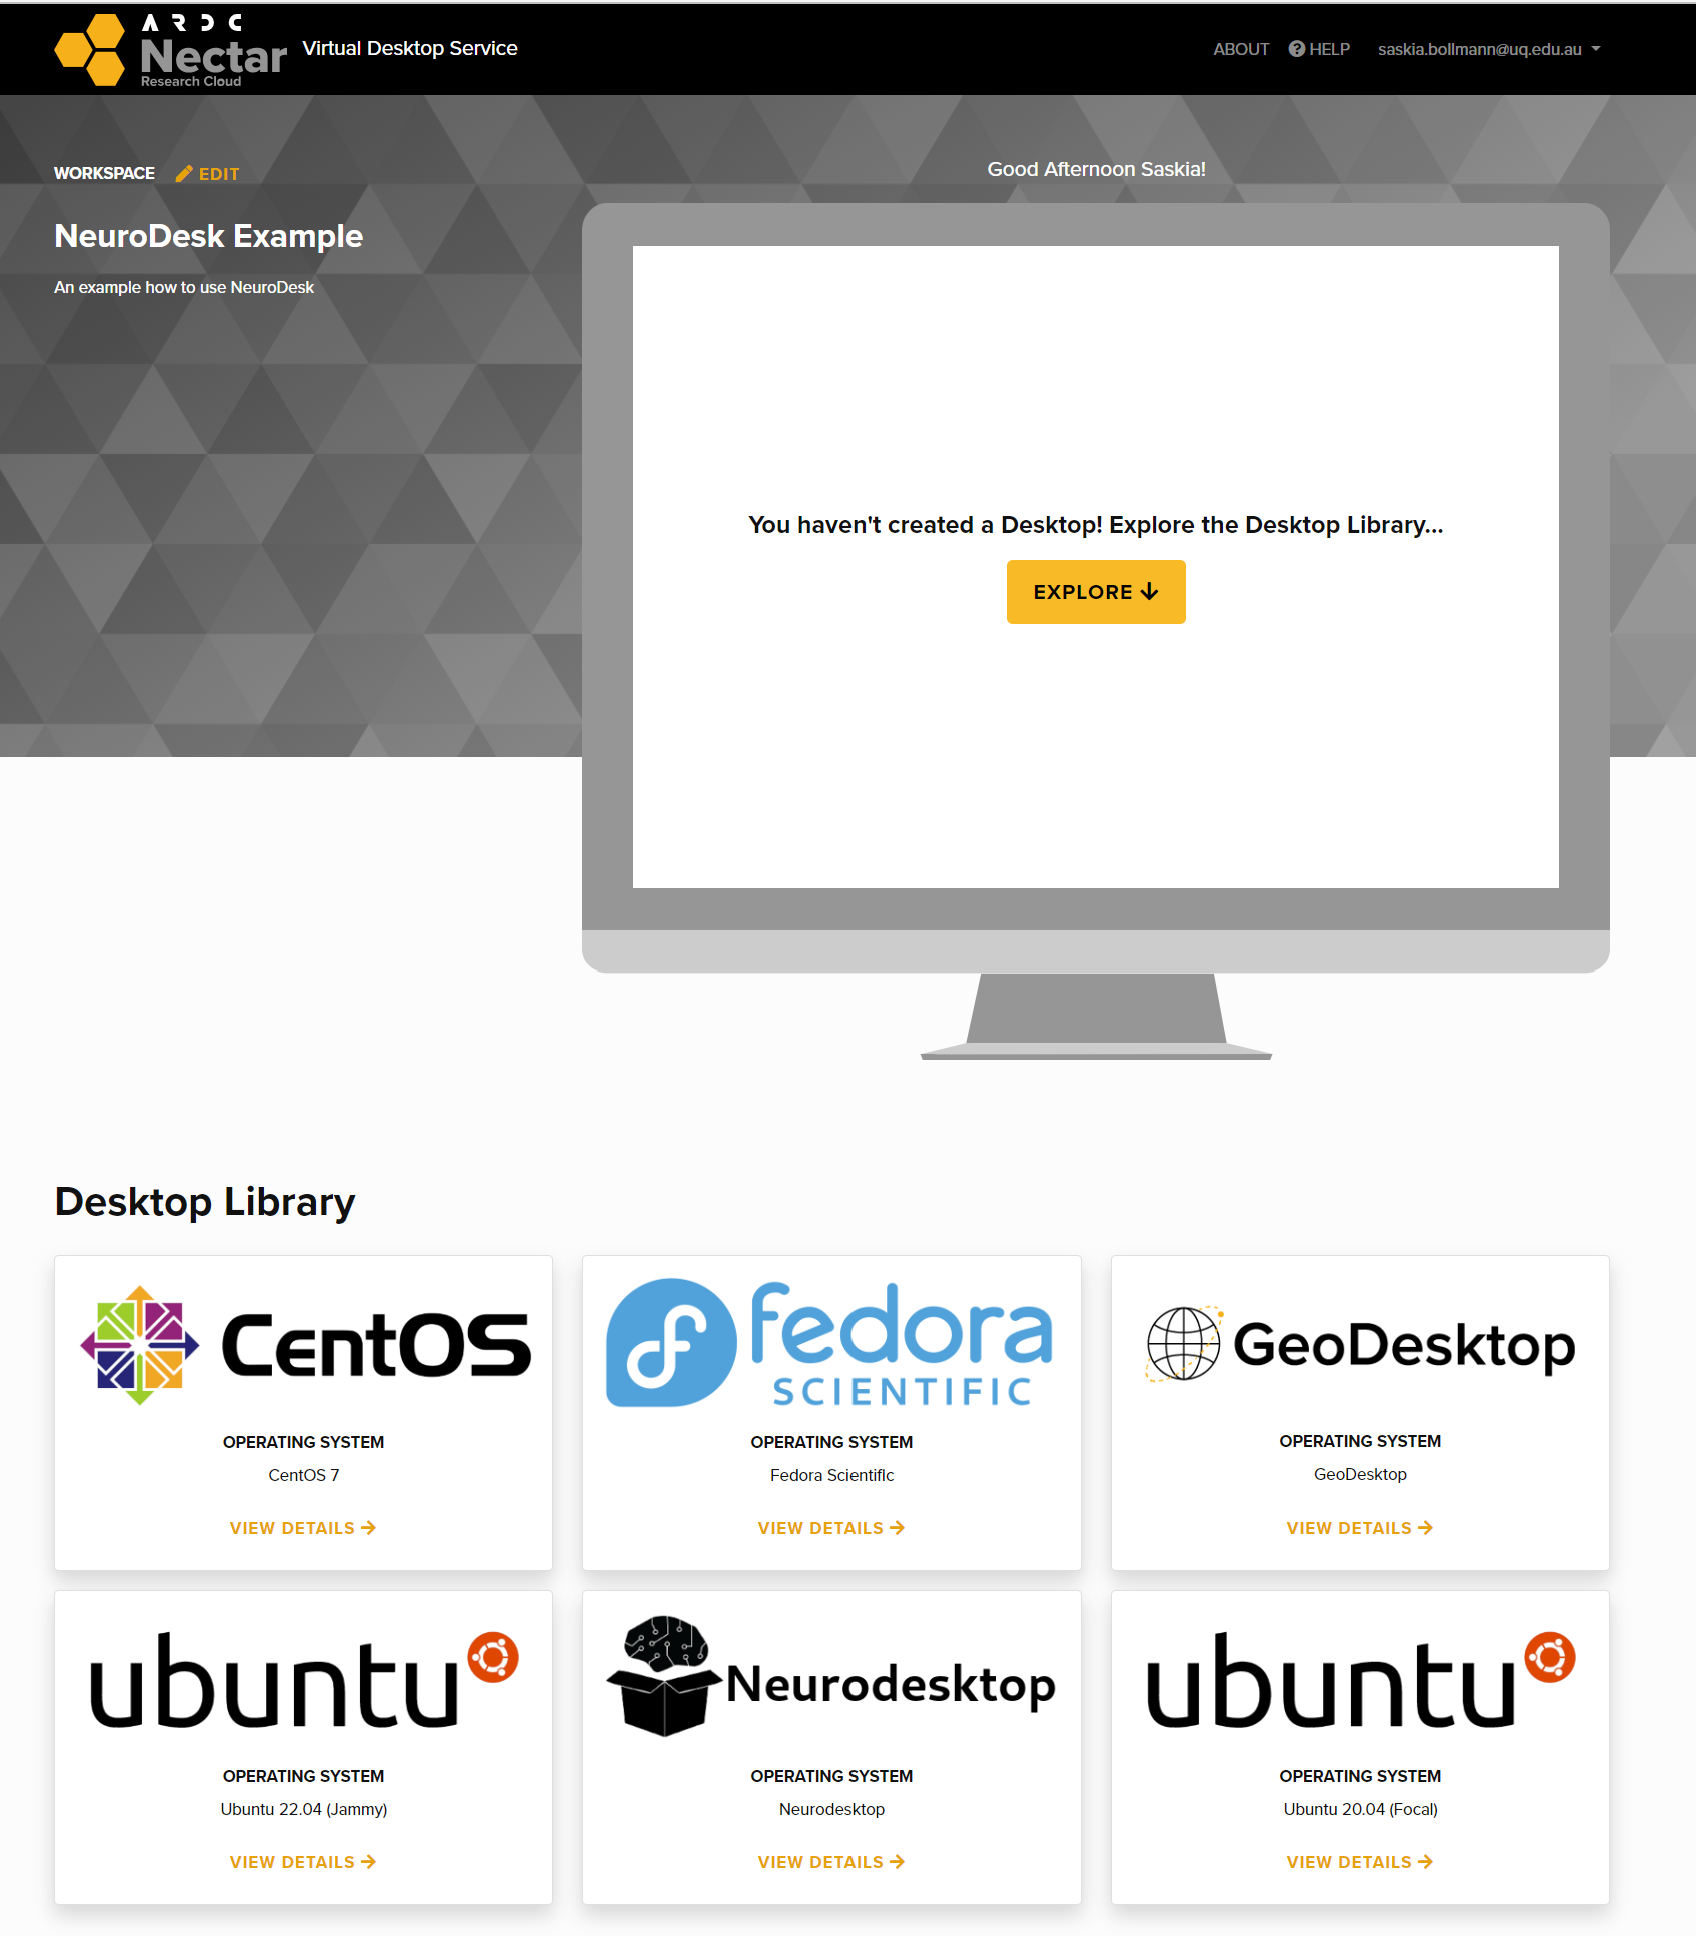 ARDC
Nectar
Research Cloud
Virtual Desktop Service
ABOUT
HELP
saskia.bollmann@uq.edu.au
WORKSPACE
EDIT
Good Afternoon Saskia!
NeuroDesk Example
An example how to use NeuroDesk
You haven't created a Desktop! Explore the Desktop Library...
EXPLORE
Desktop Library
CentOS
OPERATING SYSTEM
CentOS 7
VIEW DETAILS
fedora
SCIENTIFIC
OPERATING SYSTEM
Fedora Scientific
VIEW DETAILS
GeoDesktop
OPERATING SYSTEM
GeoDesktop
VIEW DETAILS
ubuntu
OPERATING SYSTEM
Ubuntu 22.04 (Jammy)
VIEW DETAILS
Neurodesktop
OPERATING SYSTEM
Neurodesktop
VIEW DETAILS
ubuntu
OPERATING SYSTEM
Ubuntu 20.04 (Focal)
VIEW DETAILS